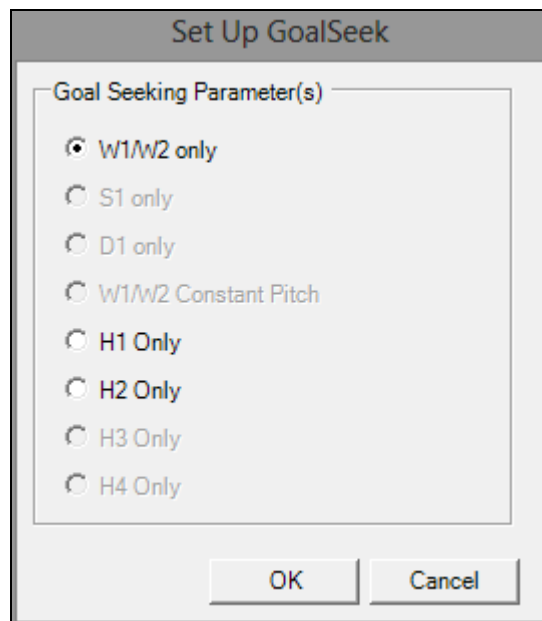 Set Up GoalSeek
Goal Seeking Parameter(s)
W1/W2 only
S1 only
D1 only
W1/W2 Constant Pitch
H1 Only
H2 Only
H3 Only
H4 Only
OK Cancel